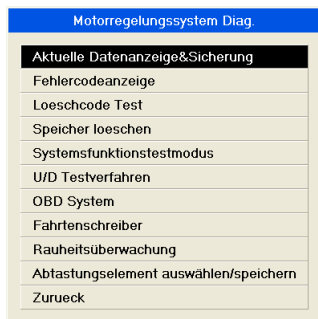 Motorregelungssystem Diag.
Aktuelle Datenanzeige&Sicherung
Fehlercodeanzeige
Loeschcode Test
Speicher loeschen
Systemsfunktionstestmodus
U/D Testverfahren
OBD System
Fahrtenschreiber
Rauheitsüberwachung
Abtastungselement auswählen/speichern
Zurueck